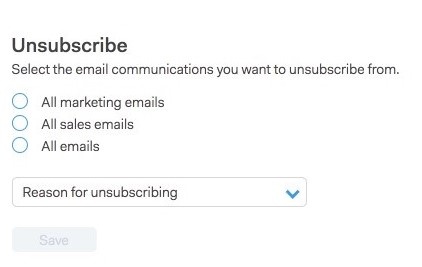 Unsubscribe
Select the email communications you want to unsubscribe from.
All marketing emails
All sales emails
All emails
Reason for unsubscribing
Save